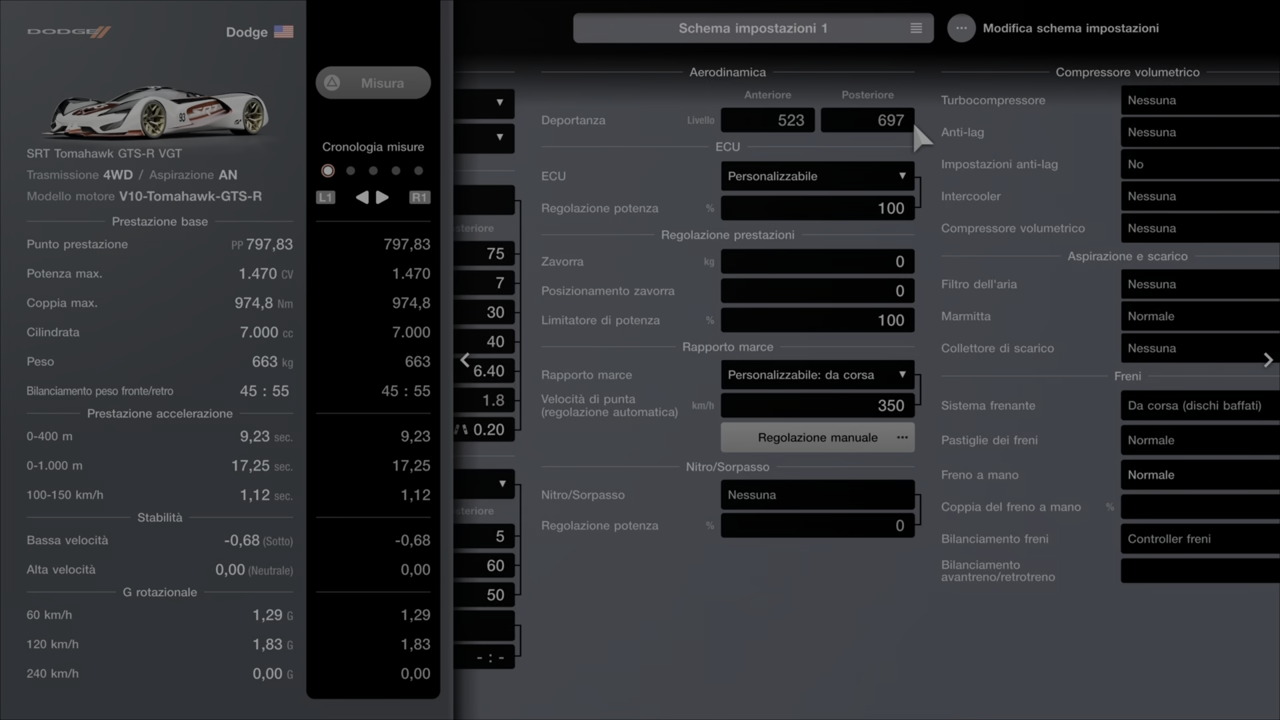 DODGE
Dodge
SRT Tomahawk GTS-R VGT
Trasmissione 4WD / Aspirazione AN
Modello motore V10-Tomahawk-GTS-R
Prestazione base
Punto prestazione PP 797,83
Potenza max. 1.470 CV
Coppia max. 974,8 Nm
Cilindrata 7.000 cc
Peso 663 kg
Bilanciamento peso fronte/retro 45 : 55
Prestazione accelerazione
0-400 m 9,23 sec.
0-1.000 m 17,25 sec.
100-150 km/h 1,12 sec.
Stabilità
Bassa velocità -0,68 (Sotto)
Alta velocità 0,00 (Neutrale)
G rotazionale
60 km/h 1,29 G
120 km/h 1,83 G
240 km/h 0,00 G
Misura
Cronologia misure
L1 R1
797,83
1.470
974,8
7.000
663
45 : 55
9,23
17,25
1,12
-0,68
0,00
1,29
1,83
0,00
Schema impostazioni 1
Modifica schema impostazioni
steriore
75
7
30
40
6.40
1.8
0.20
steriore
5
60
50
- : -
Aerodinamica
Anteriore Posteriore
Deportanza Livello 523 697
ECU
ECU Personalizzabile
Regolazione potenza % 100
Regolazione prestazioni
Zavorra kg 0
Posizionamento zavorra 0
Limitatore di potenza % 100
Rapporto marce
Rapporto marce Personalizzabile: da corsa
Velocità di punta
(regolazione automatica) km/h 350
Regolazione manuale
Nitro/Sorpasso
Nitro/Sorpasso Nessuna
Regolazione potenza % 0
Compressore volumetrico
Turbocompressore Nessuna
Anti-lag Nessuna
Impostazioni anti-lag No
Intercooler Nessuna
Compressore volumetrico Nessuna
Aspirazione e scarico
Filtro dell'aria Nessuna
Marmitta Normale
Collettore di scarico Nessuna
Freni
Sistema frenante Da corsa (dischi baffati)
Pastiglie dei freni Normale
Freno a mano Normale
Coppia del freno a mano %
Bilanciamento freni Controller freni
Bilanciamento
avantreno/retrotreno